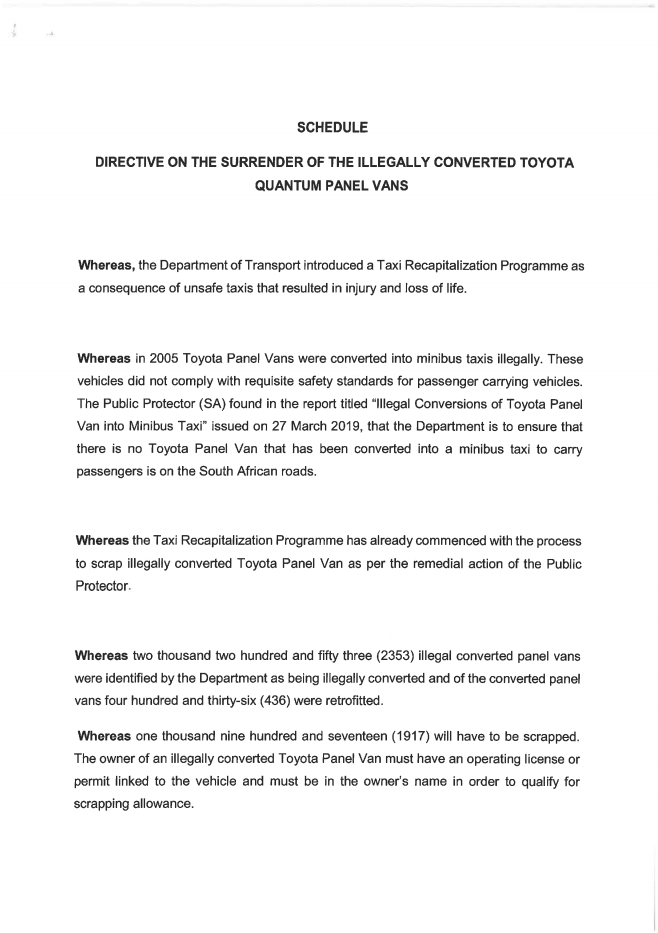 SCHEDULE
DIRECTIVE ON THE SURRENDER OF THE ILLEGALLY CONVERTED TOYOTA
QUANTUM PANEL VANS
Whereas, the Department of Transport introduced a Taxi Recapitalization Programme as
a consequence of unsafe taxis that resulted in injury and loss of life.
Whereas in 2005 Toyota Panel Vans were converted into minibus taxis illegally. These
vehicles did not comply with requisite safety standards for passenger carrying vehicles.
The Public Protector (SA) found in the report titled “Illegal Conversions of Toyota Panel
Van into Minibus Taxi” issued on 27 March 2019, that the Department is to ensure that
there is no Toyota Panel Van that has been converted into a minibus taxi to carry
passengers is on the South African roads.
Whereas the Taxi Recapitalization Programme has already commenced with the process
to scrap illegally converted Toyota Panel Van as per the remedial action of the Public
Protector.
Whereas two thousand two hundred and fifty three (2353) illegal converted panel vans
were identified by the Department as being illegally converted and of the converted panel
vans four hundred and thirty-six (436) were retrofitted.
Whereas one thousand nine hundred and seventeen (1917) will have to be scrapped.
The owner of an illegally converted Toyota Panel Van must have an operating license or
permit linked to the vehicle and must be in the owner’s name in order to qualify for
scrapping allowance.